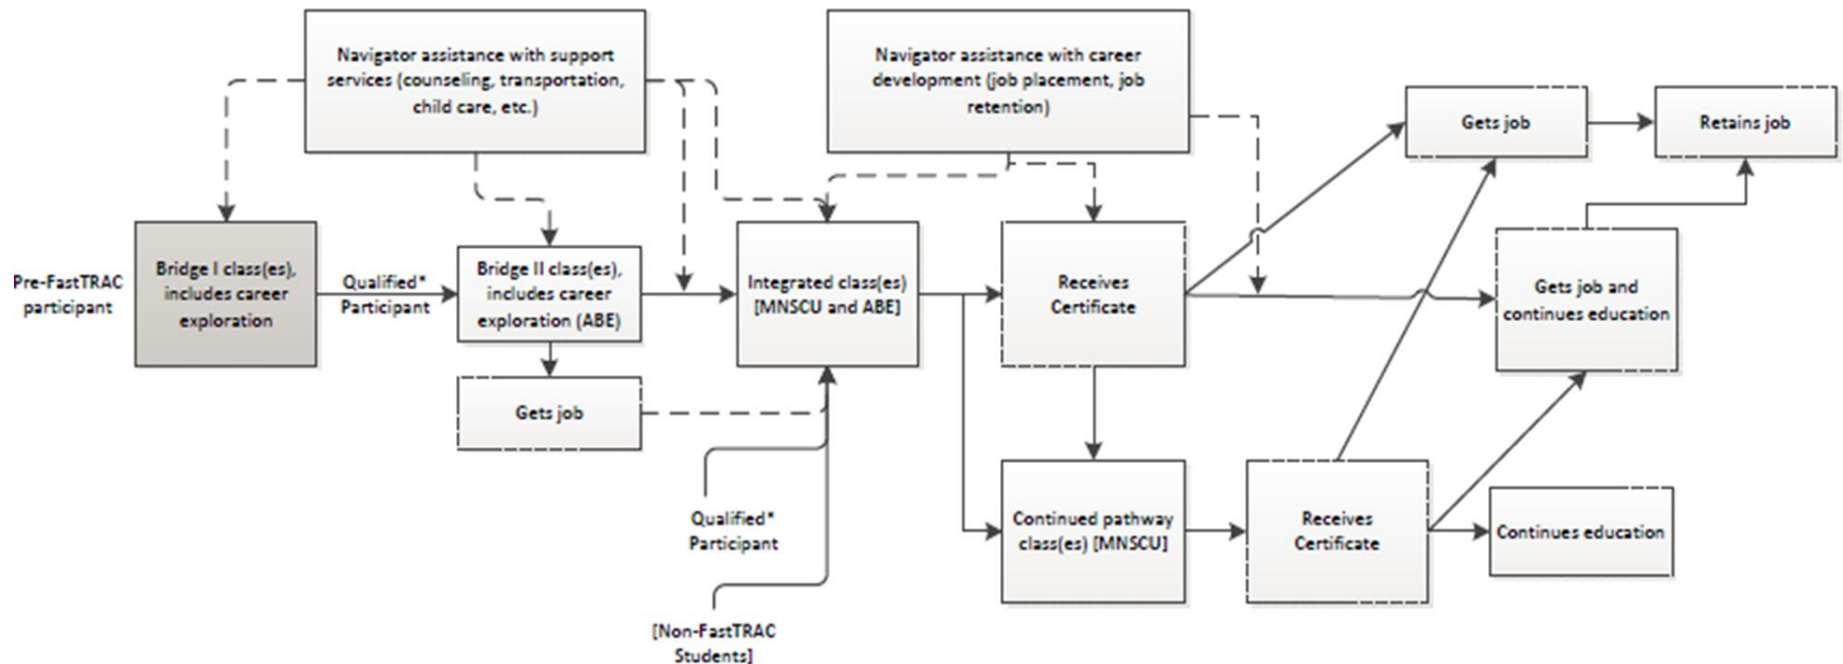 Navigator assistance with support
services (counseling, transportation,
child care, etc.)
Navigator assistance with career
development (job placement, job
retention)
Gets job
Retains job
Pre-FastTRAC
participant
Bridge I class(es),
includes career
exploration
Qualified*
Participant
Bridge II class(es),
includes career
exploration (ABE)
Integrated class(es)
[MNSCU and ABE]
Receives
Certificate
Gets job and
continues education
Gets job
Qualified*
Participant
[Non-FastTRAC
Students]
Continued pathway
class(es) [MNSCU]
Receives
Certificate
Continues education